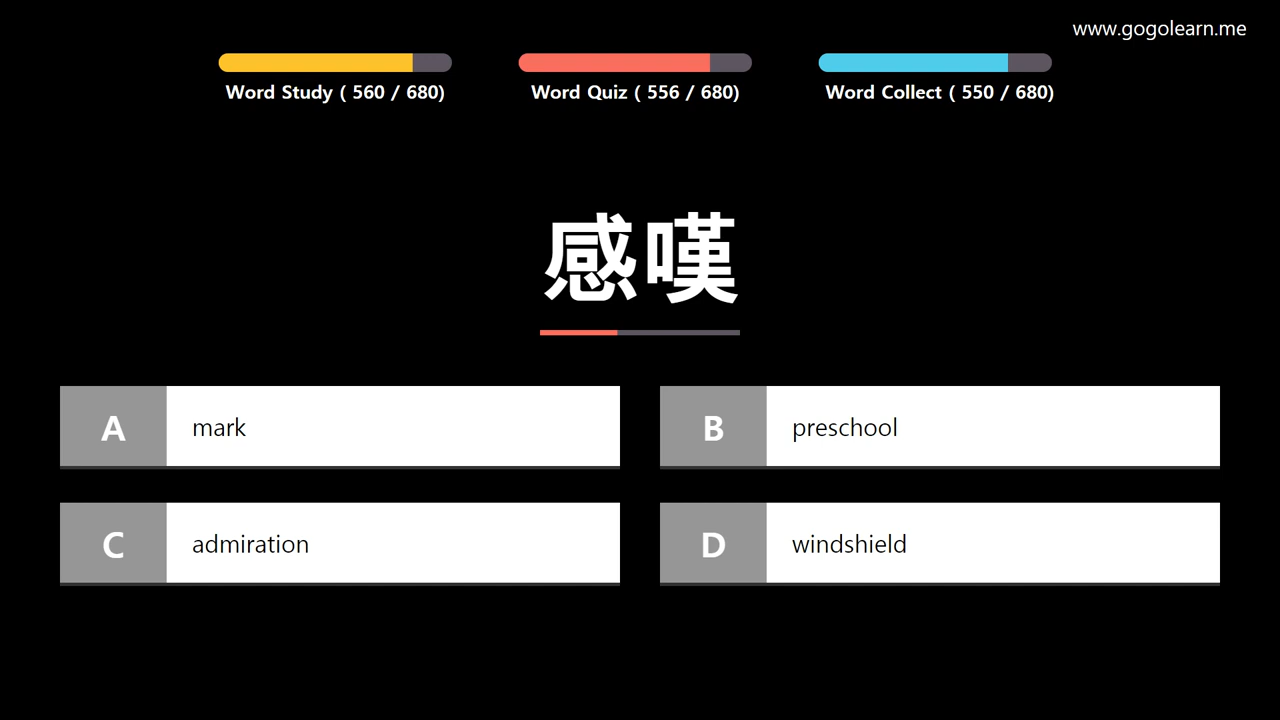 www.gogolearn.me
Word Study ( 560 / 680)
Word Quiz ( 556 / 680)
Word Collect ( 550 / 680)
感嘆
A mark
B preschool
C admiration
D windshield